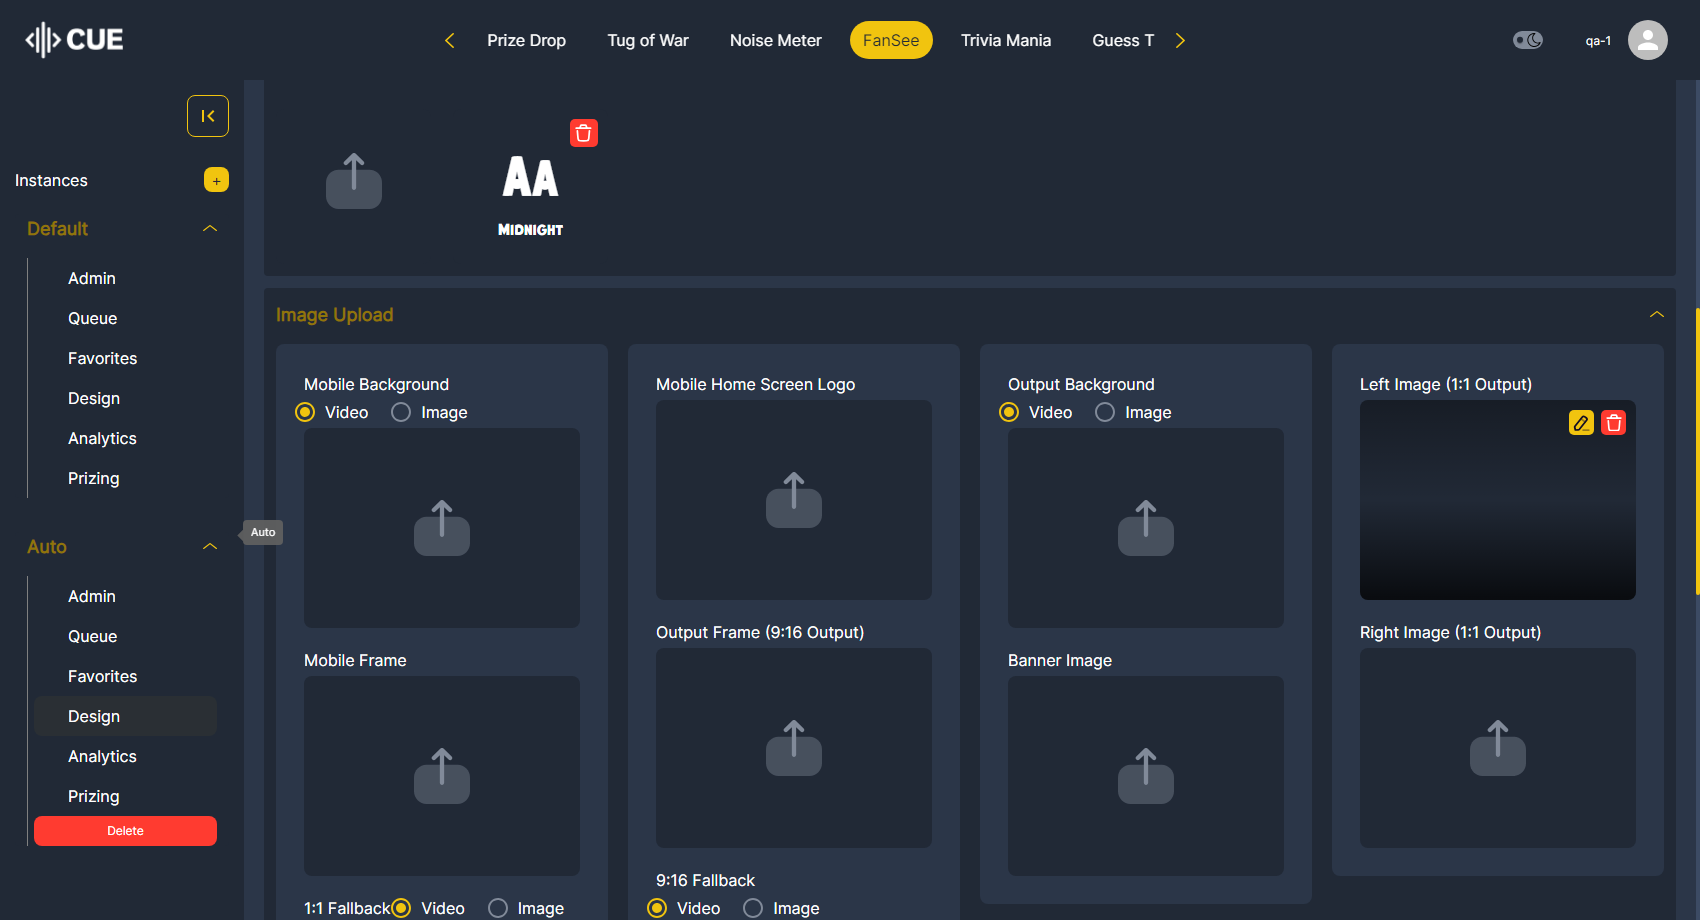 CUE
Prize Drop
Tug of War
Noise Meter
FanSee
Trivia Mania
Guess T
qa-1
Instances
+
Default
Admin
Queue
Favorites
Design
Analytics
Prizing
Auto
Auto
Admin
Queue
Favorites
Design
Analytics
Prizing
Delete
AA
MIDNIGHT
Image Upload
Mobile Background
Video
Image
Mobile Frame
1:1 Fallback
Video
Image
Mobile Home Screen Logo
Output Frame (9:16 Output)
9:16 Fallback
Video
Image
Output Background
Video
Image
Banner Image
Left Image (1:1 Output)
Right Image (1:1 Output)